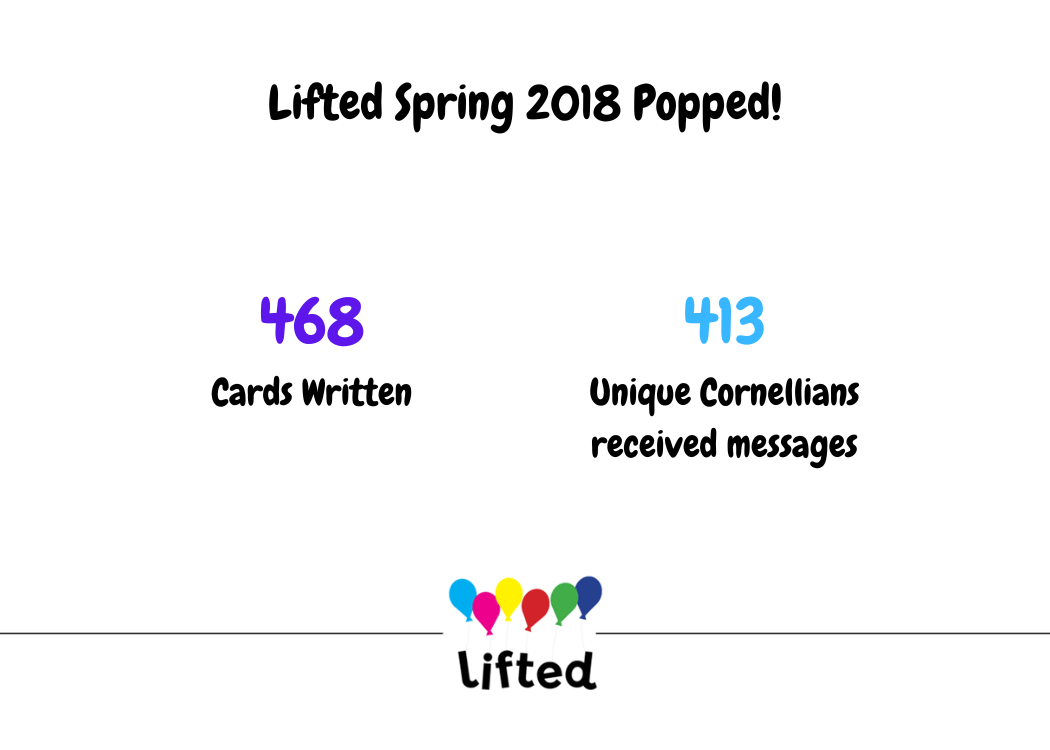 Lifted Spring 2018 Popped!
468
Cards Written
413
Unique Cornellians
received messages
Lifted